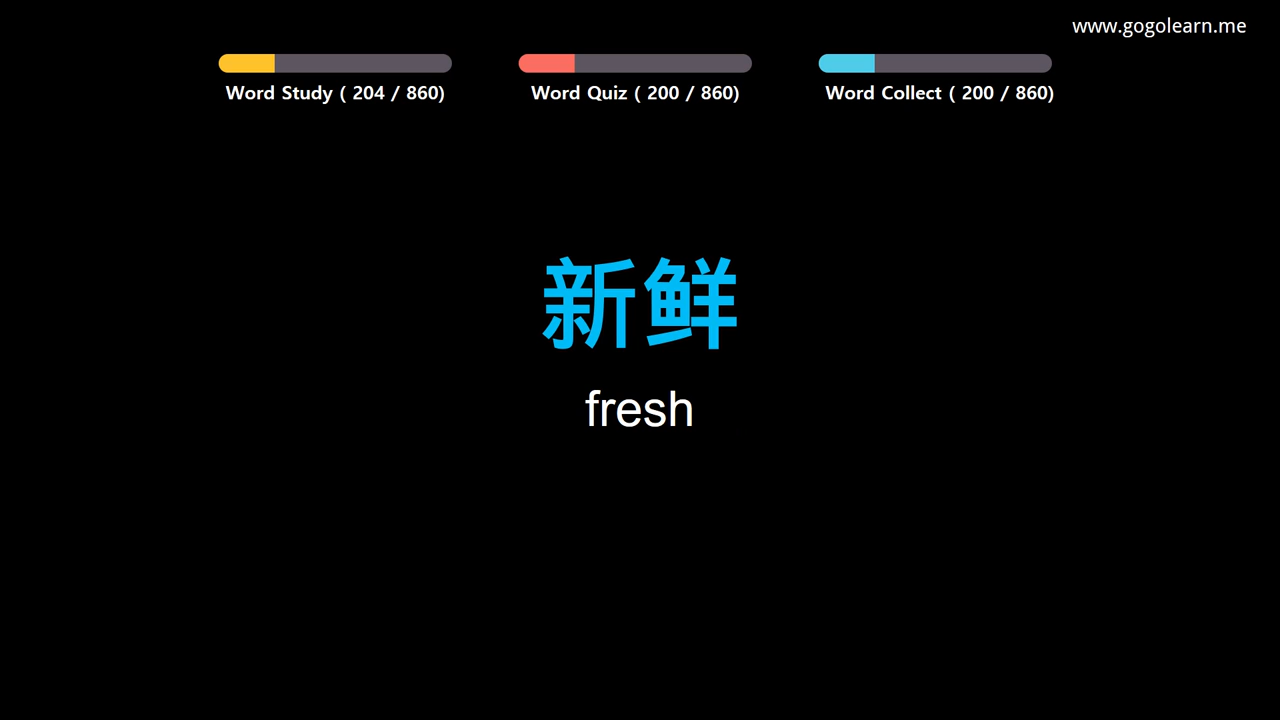 www.gogolearn.me
Word Study ( 204 / 860)
Word Quiz ( 200 / 860)
Word Collect ( 200 / 860)
新鲜
fresh